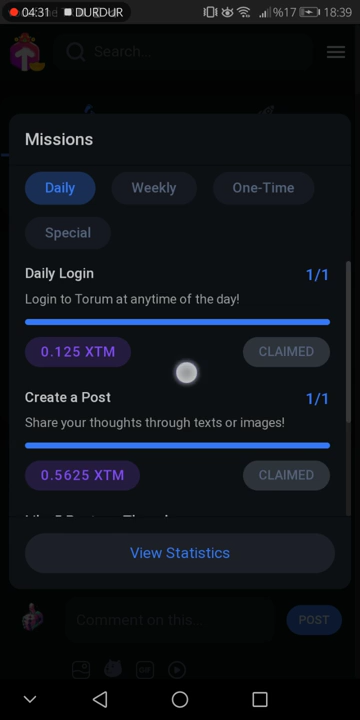 04:31 DURDUR %17 18:39
Search...
Missions
Daily Weekly One-Time
Special
Daily Login 1/1
Login to Torum at anytime of the day!
0.125 XTM CLAIMED
Create a Post 1/1
Share your thoughts through texts or images!
0.5625 XTM CLAIMED
View Statistics
Comment on this... POST